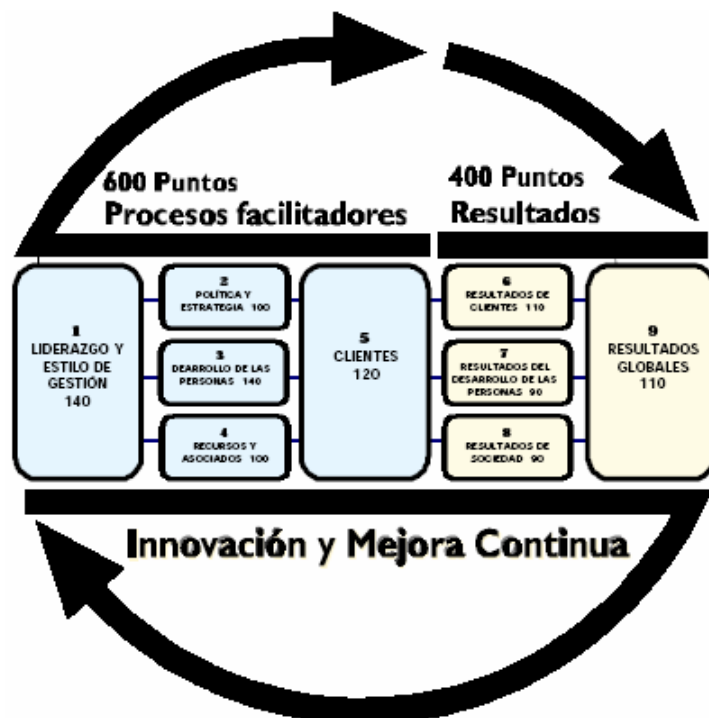 600 Puntos
Procesos facilitadores
400 Puntos
Resultados
1
LIDERAZGO Y
ESTILO DE
GESTIÓN
140
2
POLÍTICA Y
ESTRATEGIA 100
3
DEARROLLO DE LAS
PERSONAS 140
4
RECURSOS Y
ASOCIADOS 100
5
CLIENTES
120
6
RESULTADOS DE
CLIENTES 110
7
RESULTADOS DEL
DESARROLLO DE LAS
PERSONAS 90
8
RESULTADOS DE
SOCIEDAD 90
9
RESULTADOS
GLOBALES
110
Innovación y Mejora Continua